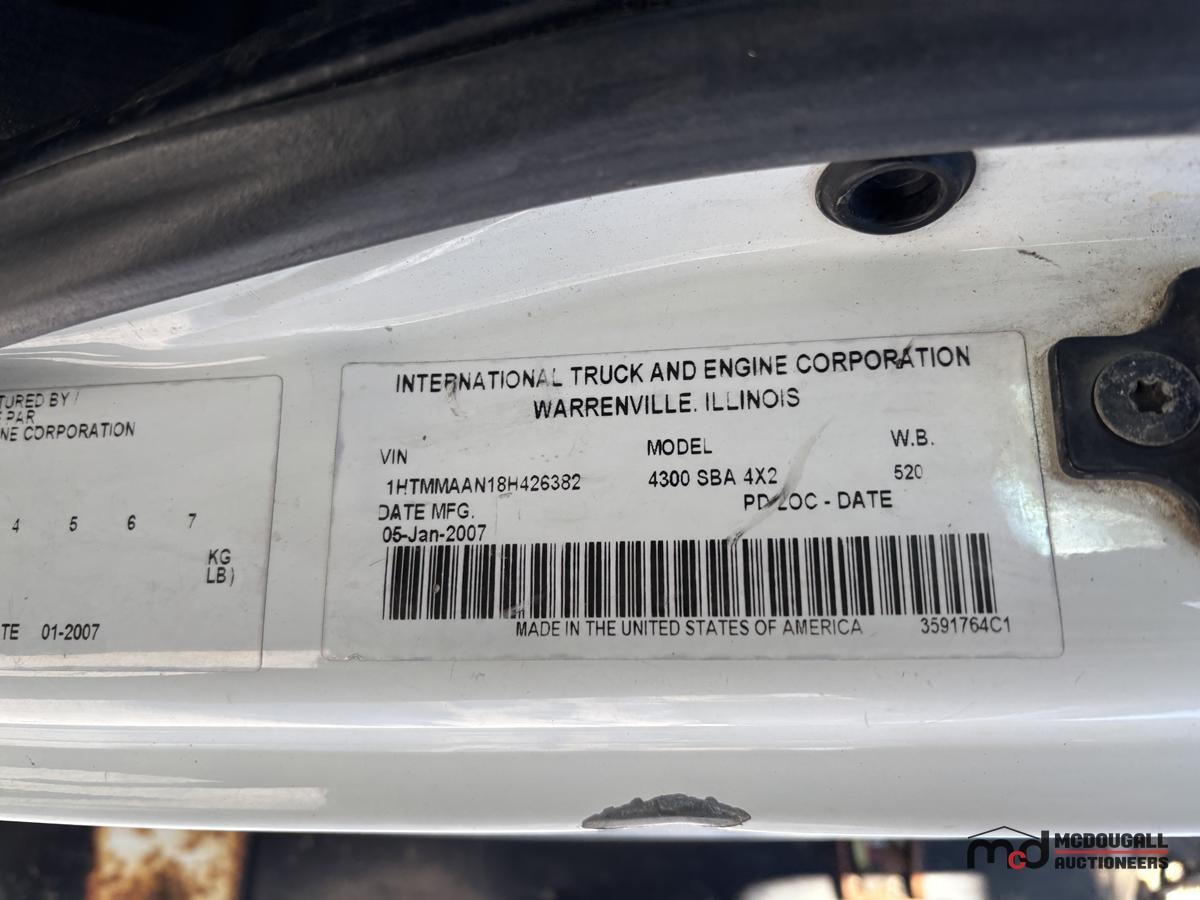 TURED BY /
PAR
NE CORPORATION
4 5 6 7
KG
LB)
TE 01-2007
INTERNATIONAL TRUCK AND ENGINE CORPORATION
WARRENVILLE, ILLINOIS
VIN MODEL W.B.
1HTMMAAN18H426382 4300 SBA 4X2 520
DATE MFG. PD LOC - DATE
05-Jan-2007
MADE IN THE UNITED STATES OF AMERICA 3591764C1
mcd MCDOUGALL
AUCTIONEERS